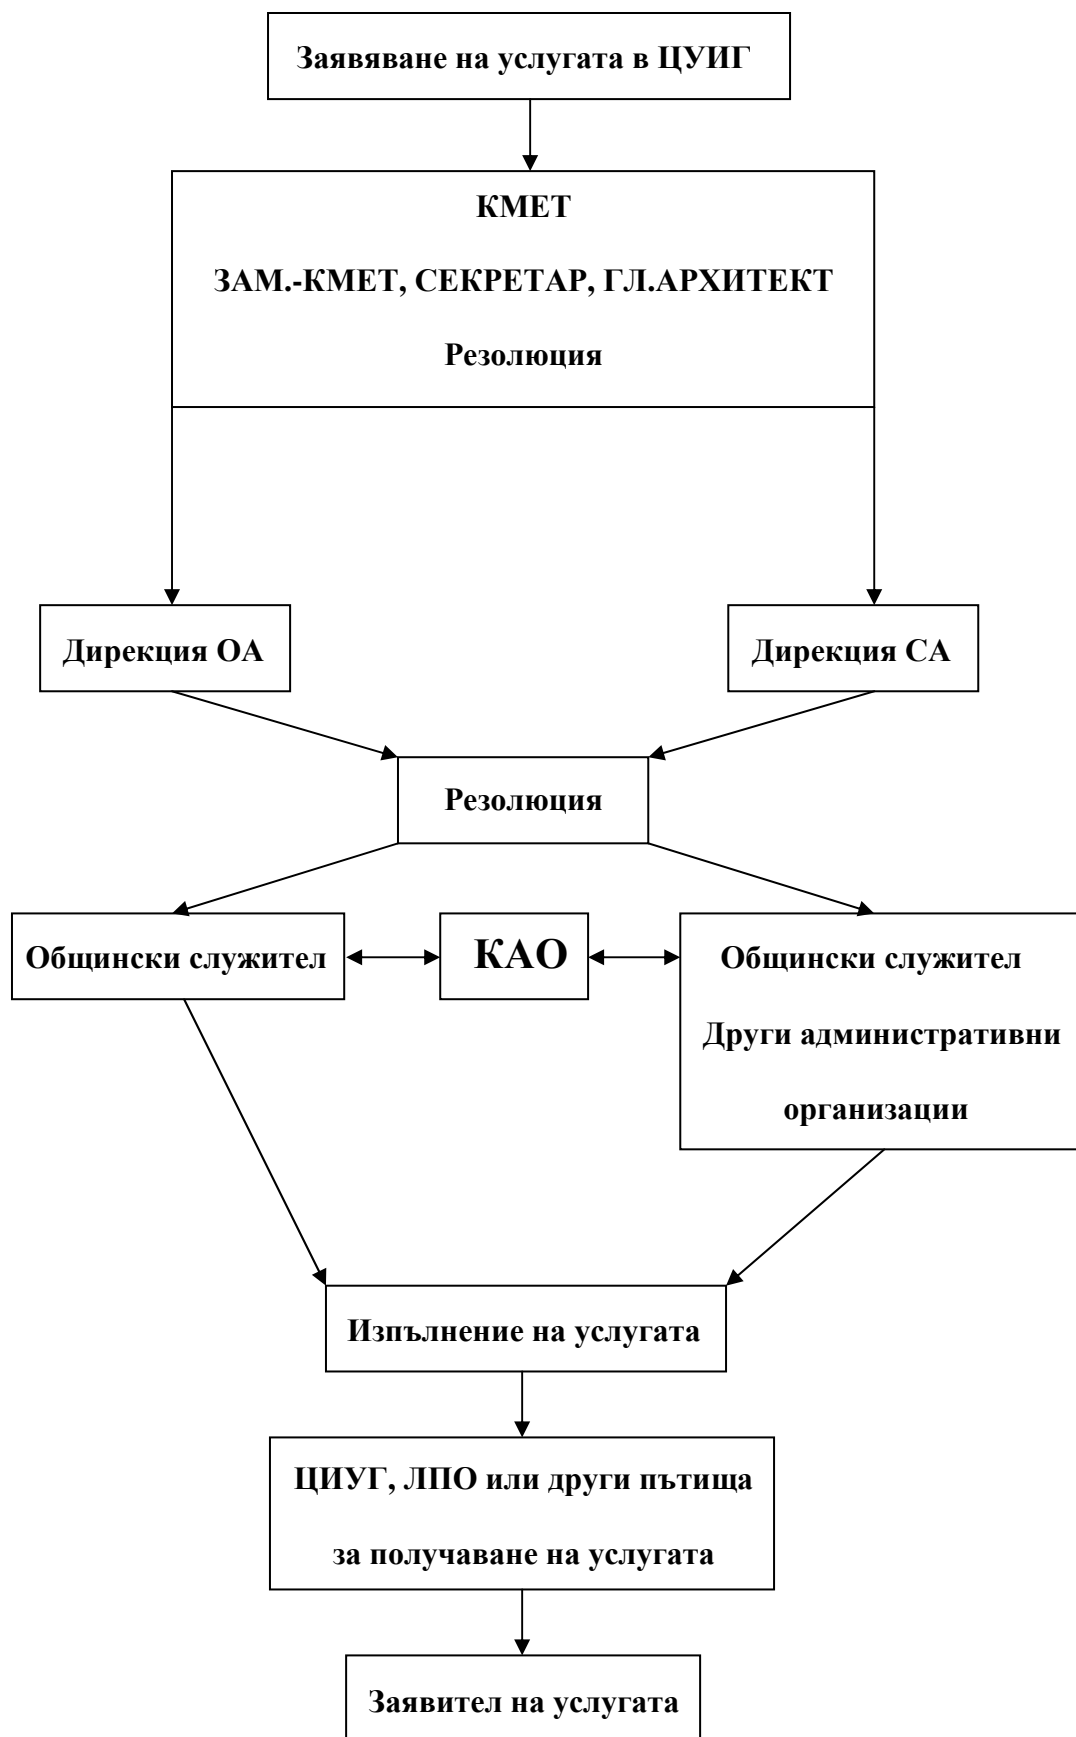 Заявяване на услугата в ЦУИГ
КМЕТ
ЗАМ.-КМЕТ, СЕКРЕТАР, ГЛ.АРХИТЕКТ
Резолюция
Дирекция ОА
Дирекция СА
Резолюция
Общински служител
КАО
Общински служител
Други административни
организации
Изпълнение на услугата
ЦИУГ, ЛПО или други пътища
за получаване на услугата
Заявител на услугата